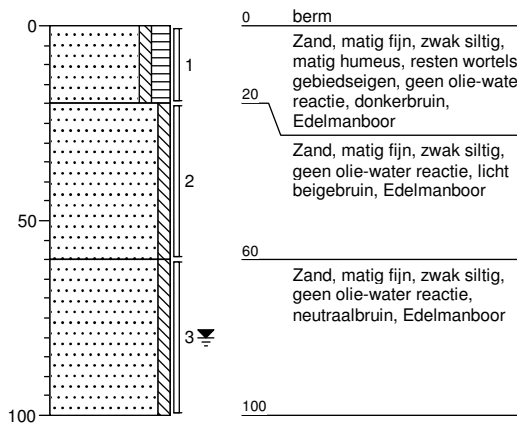 0
50
100
1
2
3
0 berm
Zand, matig fijn, zwak siltig,
matig humeus, resten wortels
gebiedseigen, geen olie-wate
reactie, donkerbruin,
Edelmanboor
20
Zand, matig fijn, zwak siltig,
geen olie-water reactie, licht
beigebruin, Edelmanboor
60
Zand, matig fijn, zwak siltig,
geen olie-water reactie,
neutraalbruin, Edelmanboor
100